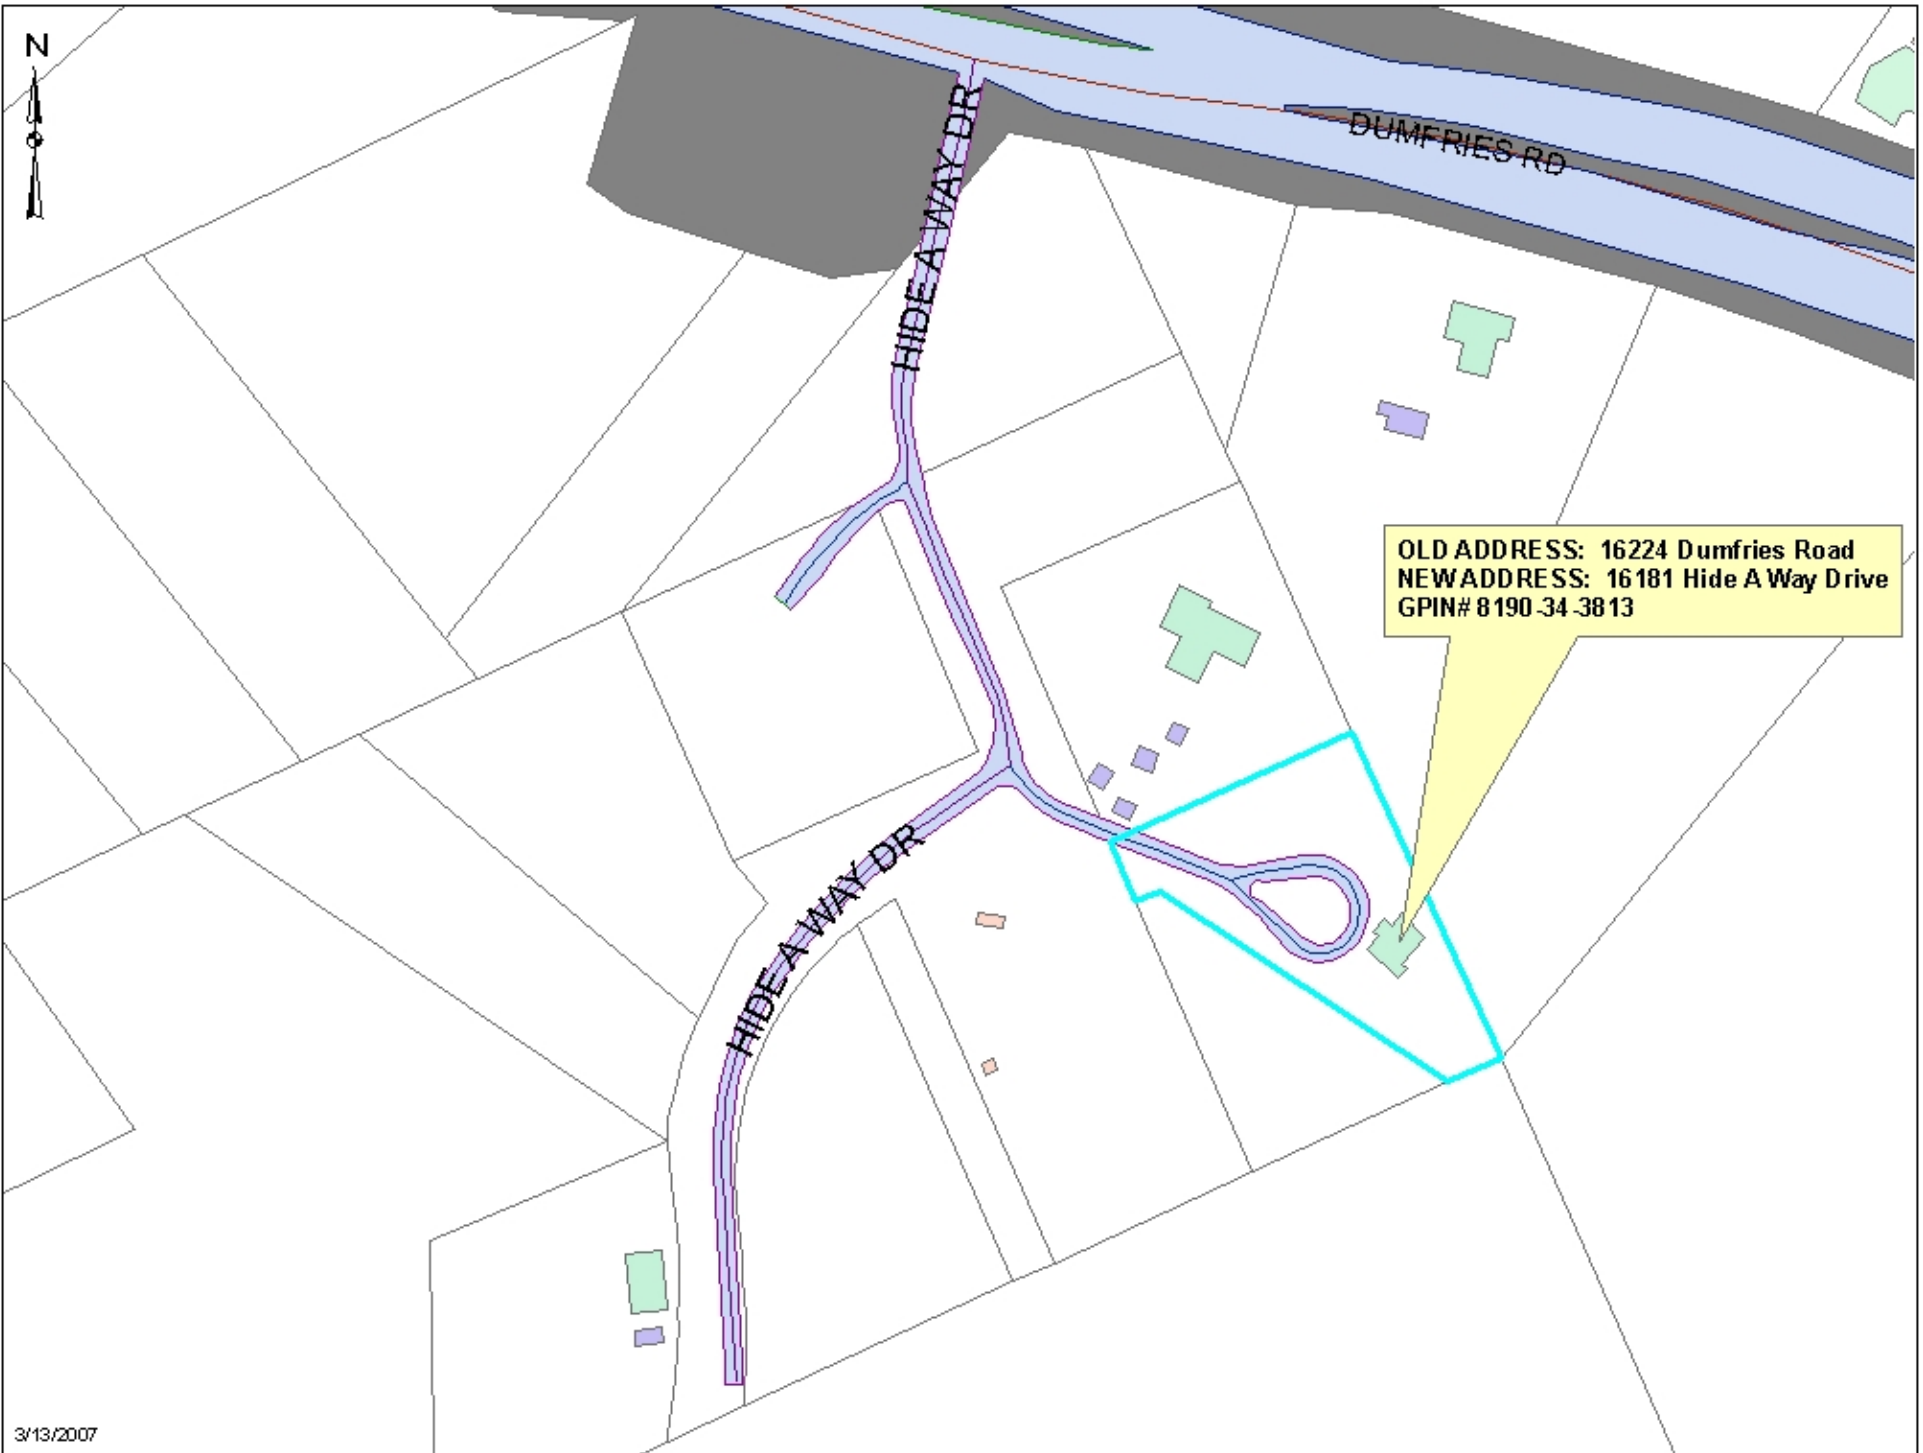 N
HIDE A WAY DR
DUMFRIES RD
OLD ADDRESS: 16224 Dumfries Road
NEW ADDRESS: 16181 Hide A Way Drive
GPIN# 8190-34-3813
HIDE A WAY DR
3/13/2007